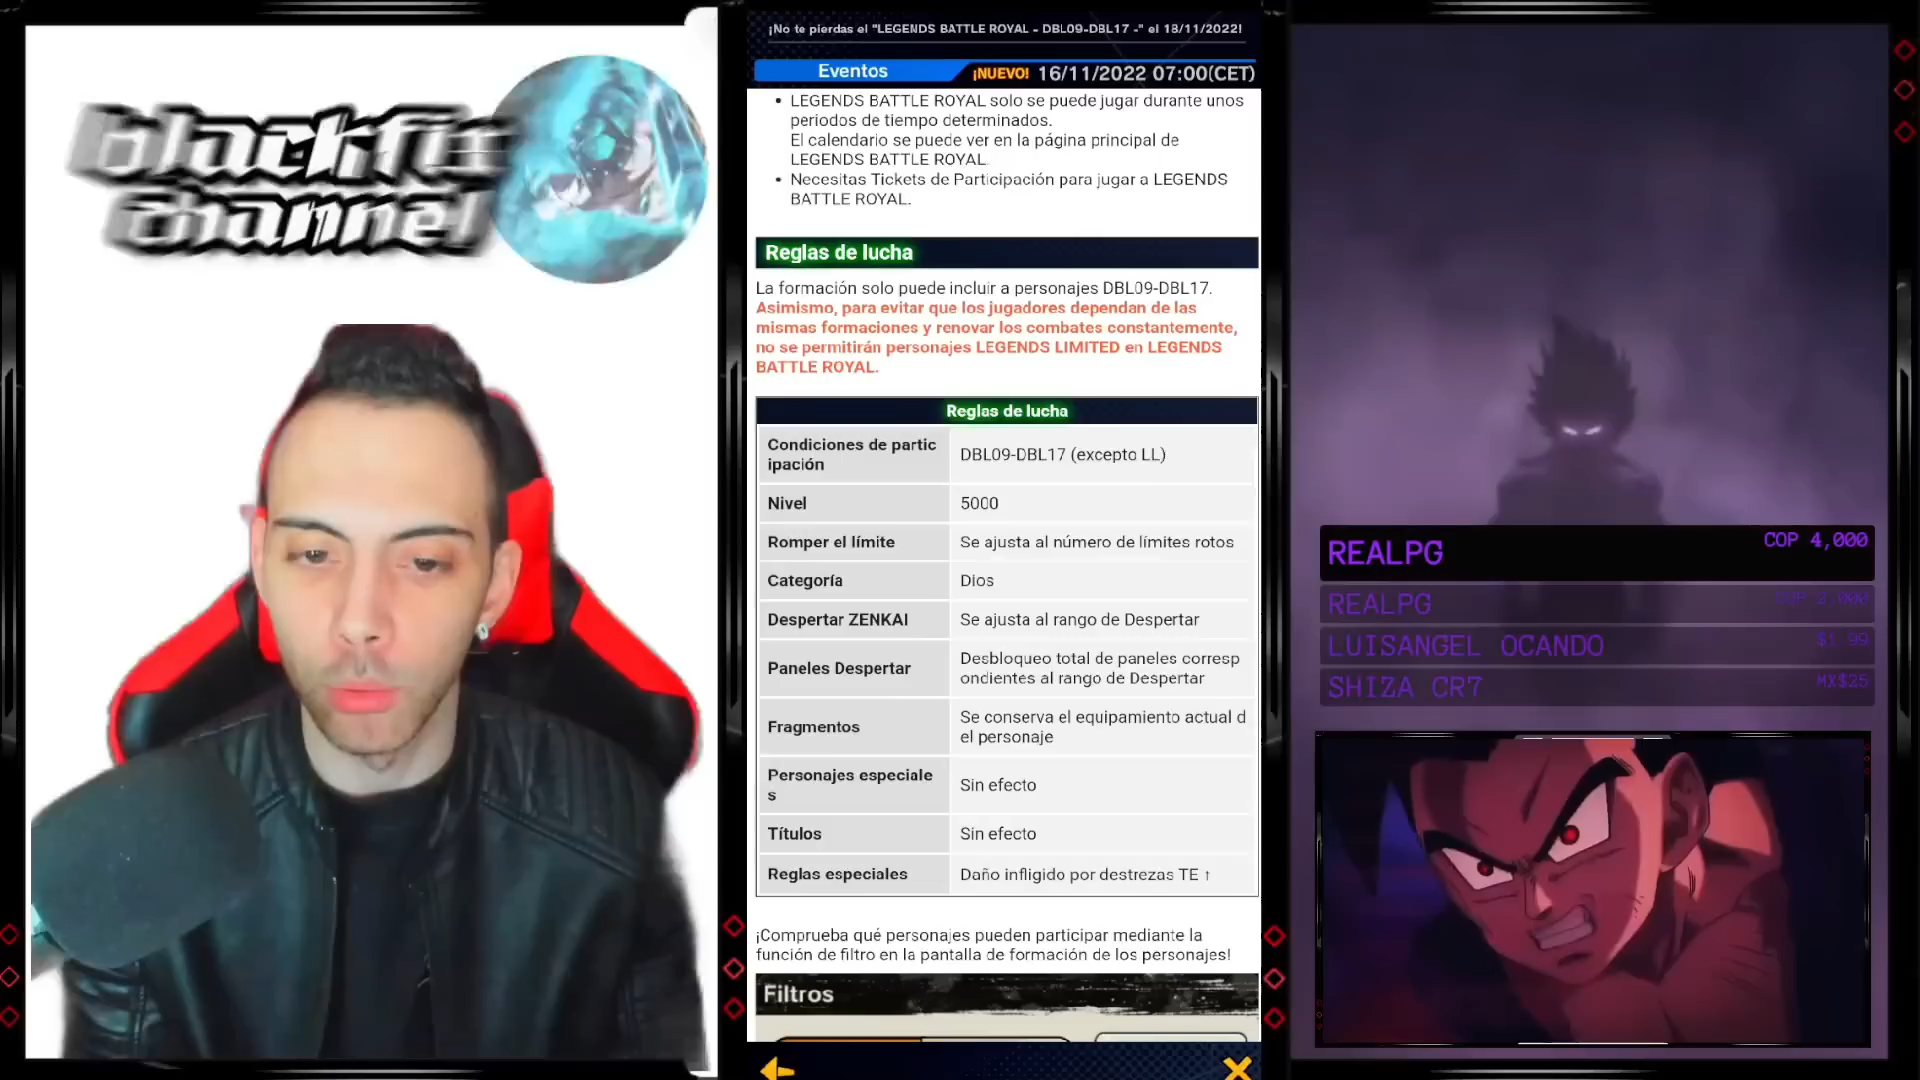 blackfic
channel
¡No te pierdas el "LEGENDS BATTLE ROYAL - DBL09-DBL17 -" el 18/11/2022!
Eventos
¡NUEVO! 16/11/2022 07:00(CET)
• LEGENDS BATTLE ROYAL solo se puede jugar durante unos
periodos de tiempo determinados.
El calendario se puede ver en la página principal de
LEGENDS BATTLE ROYAL.
• Necesitas Tickets de Participación para jugar a LEGENDS
BATTLE ROYAL.
Reglas de lucha
La formación solo puede incluir a personajes DBL09-DBL17.
Asimismo, para evitar que los jugadores dependan de las
mismas formaciones y renovar los combates constantemente,
no se permitirán personajes LEGENDS LIMITED en LEGENDS
BATTLE ROYAL.
Reglas de lucha
Condiciones de partic
ipación
DBL09-DBL17 (excepto LL)
Nivel
5000
Romper el límite
Se ajusta al número de límites rotos
Categoría
Dios
Despertar ZENKAI
Se ajusta al rango de Despertar
Paneles Despertar
Desbloqueo total de paneles corresp
ondientes al rango de Despertar
Fragmentos
Se conserva el equipamiento actual d
el personaje
Personajes especiale
s
Sin efecto
Títulos
Sin efecto
Reglas especiales
Daño infligido por destrezas TE ↑
¡Comprueba qué personajes pueden participar mediante la
función de filtro en la pantalla de formación de los personajes!
Filtros
REALPG
COP 4,000
REALPG
COP 2,000
LUISANGEL OCANDO
$1.99
SHIZA CR7
MX$25